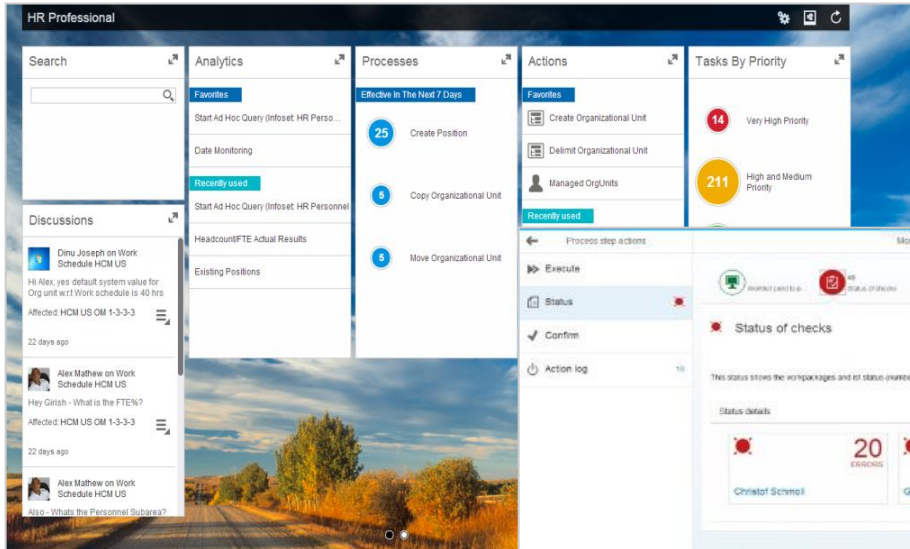 HR Professional
Search
Discussions
Dinu Joseph on Work
Schedule HCM US
Hi Alex, yes default system value for
Org unit w.r.t Work schedule is 40 hrs
Affected: HCM US OM 1-3-3-3
22 days ago
Alex Mathew on Work
Schedule HCM US
Hey Girish - What is the FTE%?
Affected: HCM US OM 1-3-3-3
22 days ago
Alex Mathew on Work
Schedule HCM US
Also - Whats the Personnel Subarea?
Analytics
Favorites
Start Ad Hoc Query (Infoset: HR Perso...
Date Monitoring
Recently used
Start Ad Hoc Query (Infoset: HR Personnel
Headcount/FTE Actual Results
Existing Positions
Processes
Effective In The Next 7 Days
25 Create Position
5 Copy Organizational Unit
5 Move Organizational Unit
Actions
Favorites
Create Organizational Unit
Delimit Organizational Unit
Managed OrgUnits
Recently used
Tasks By Priority
14 Very High Priority
211 High and Medium
Priority
Process step actions
Execute
Status
Confirm
Action log
Mo
Status of checks
Status of checks
This status shows the workpackages and ist status (numbe
Status details
20
ERRORS
Christof Schmoll
G